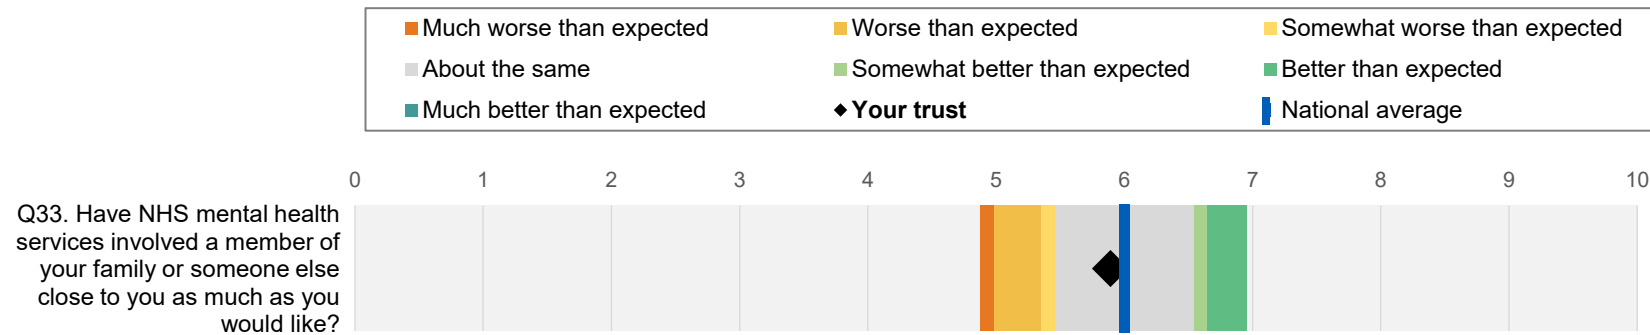 Much worse than expected
Worse than expected
Somewhat worse than expected
About the same
Somewhat better than expected
Better than expected
Much better than expected
Your trust
National average
0 1 2 3 4 5 6 7 8 9 10
Q33. Have NHS mental health
services involved a member of
your family or someone else
close to you as much as you
would like?